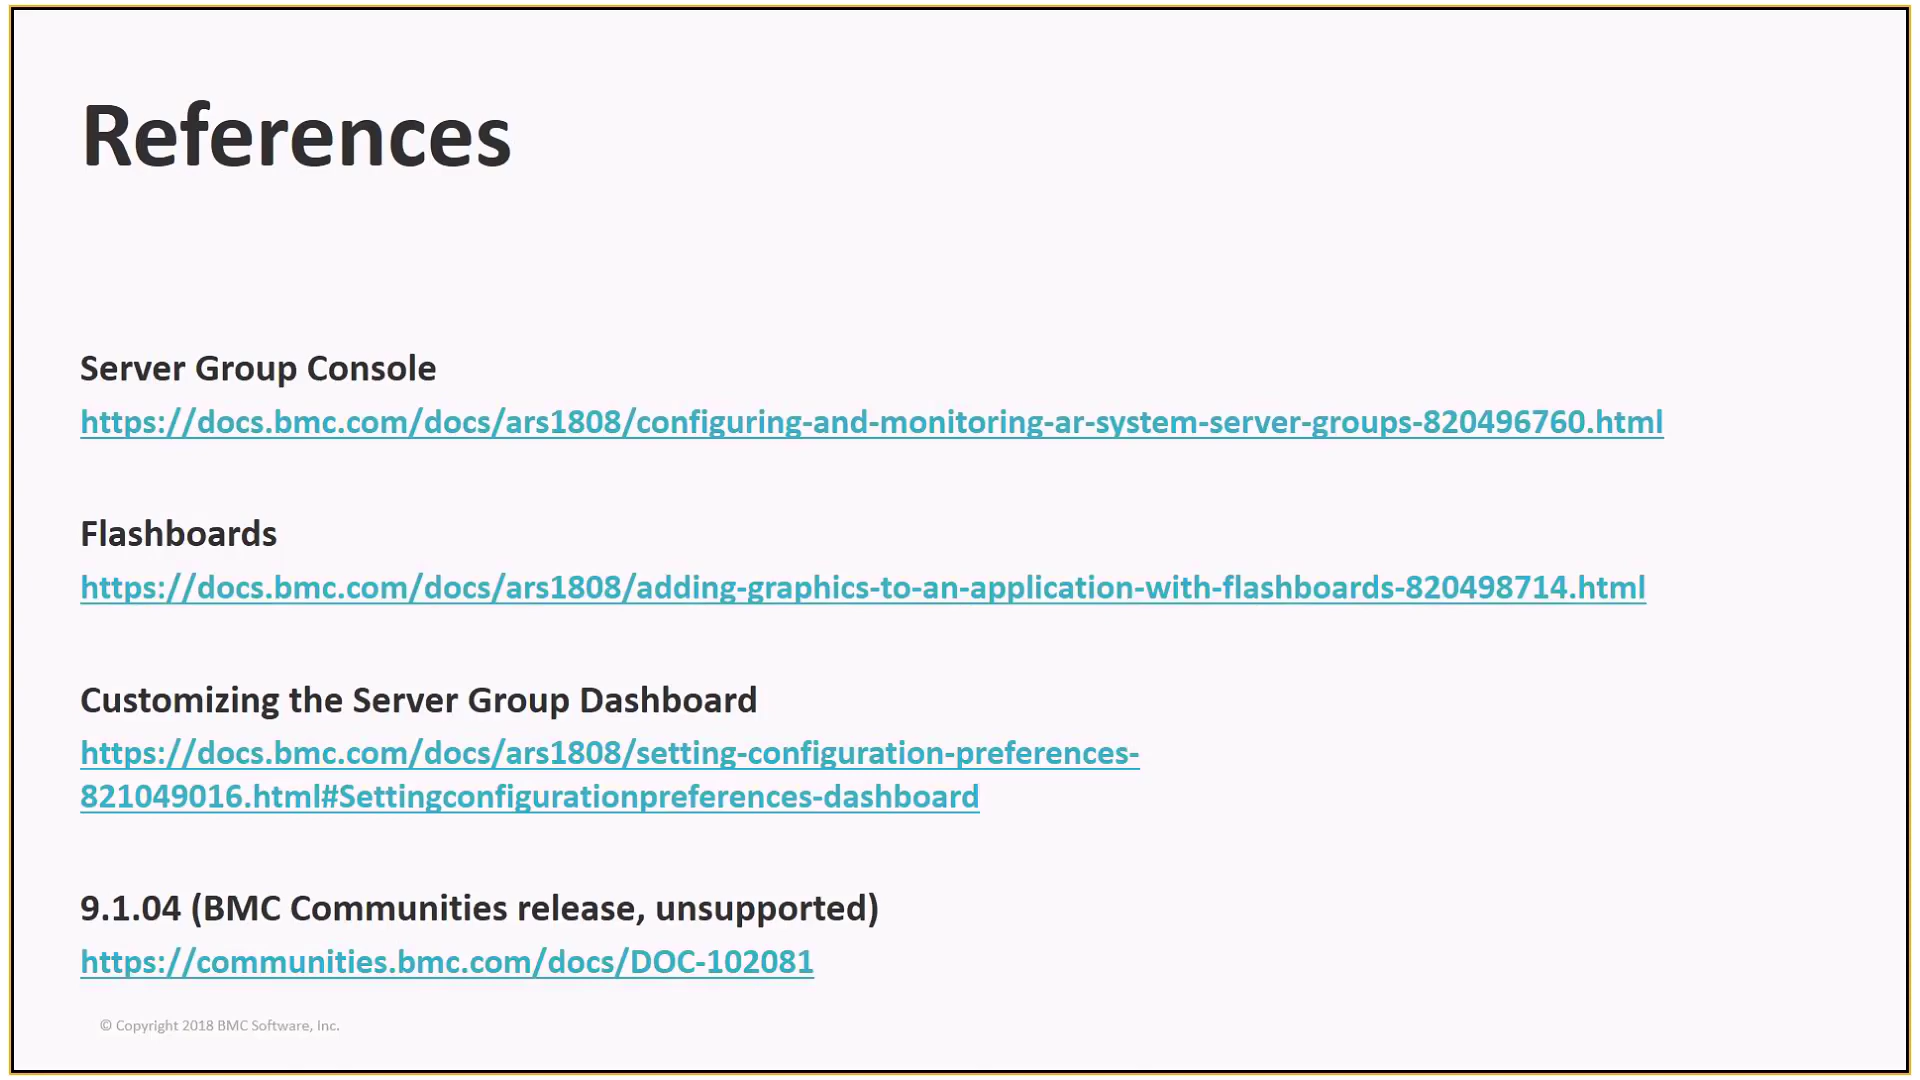 References
Server Group Console
https://docs.bmc.com/docs/ars1808/configuring-and-monitoring-ar-system-server-groups-820496760.html
Flashboards
https://docs.bmc.com/docs/ars1808/adding-graphics-to-an-application-with-flashboards-820498714.html
Customizing the Server Group Dashboard
https://docs.bmc.com/docs/ars1808/setting-configuration-preferences-
821049016.html#Settingconfigurationpreferences-dashboard
9.1.04 (BMC Communities release, unsupported)
https://communities.bmc.com/docs/DOC-102081
© Copyright 2018 BMC Software, Inc.